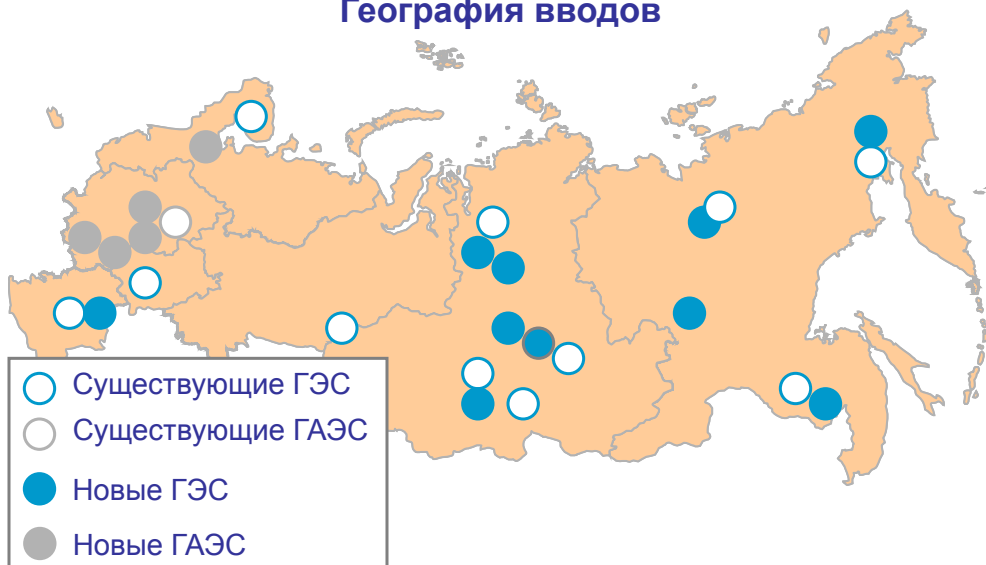 География вводов
Существующие ГЭС
Существующие ГАЭС
Новые ГЭС
Новые ГАЭС